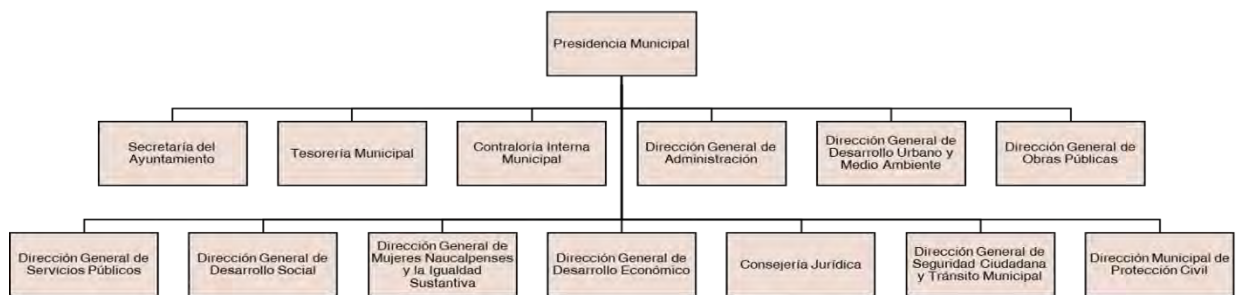 Presidencia Municipal
Secretaría del
Ayuntamiento
Tesorería Municipal
Contraloría Interna
Municipal
Dirección General de
Administración
Dirección General de
Desarrollo Urbano y
Medio Ambiente
Dirección General de
Obras Públicas
Dirección General de
Servicios Públicos
Dirección General de
Desarrollo Social
Dirección General de
Mujeres Naucalpenses
y la Igualdad
Sustantiva
Dirección General de
Desarrollo Económico
Consejería Jurídica
Dirección General de
Seguridad Ciudadana
y Tránsito Municipal
Dirección Municipal de
Protección Civil